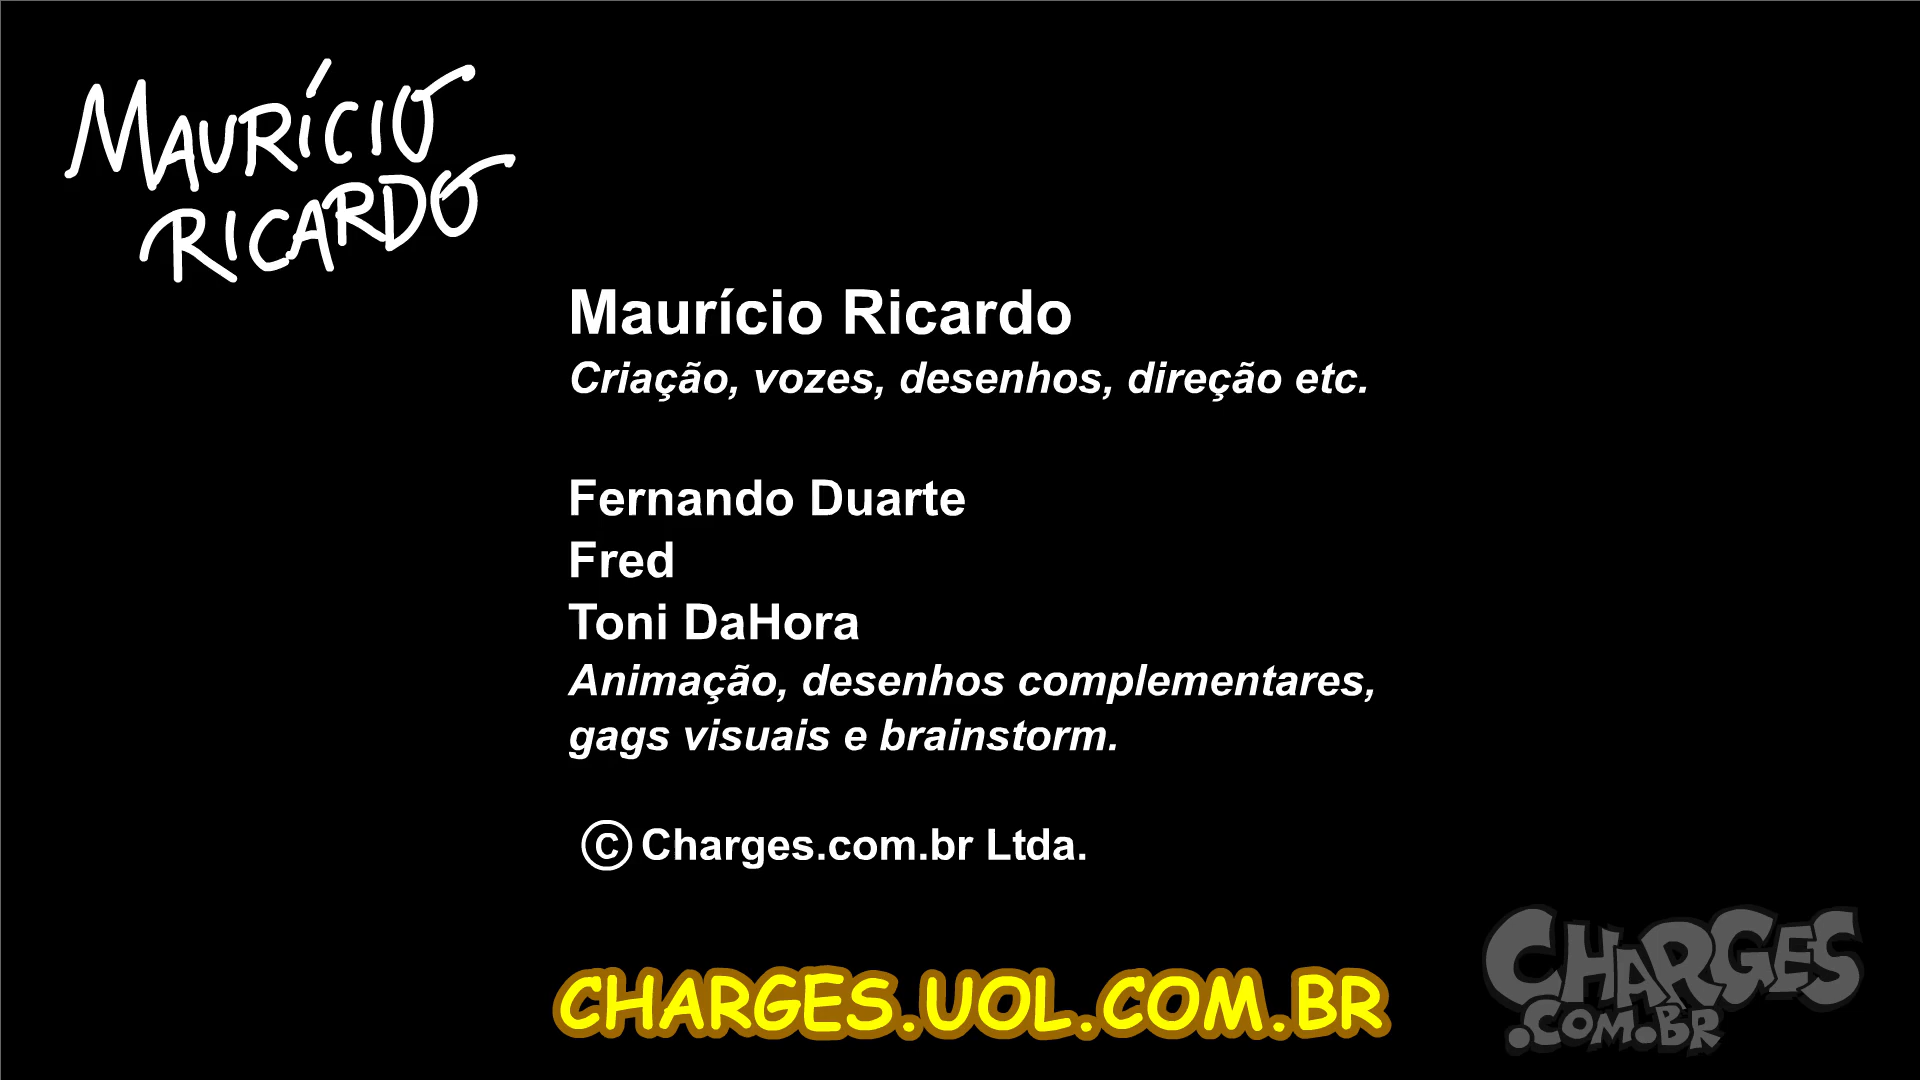 MAURÍCIO
RICARDO
Maurício Ricardo
Criação, vozes, desenhos, direção etc.
Fernando Duarte
Fred
Toni DaHora
Animação, desenhos complementares,
gags visuais e brainstorm.
© Charges.com.br Ltda.
CHARGES.UOL.COM.BR
CHARGES
.COM.BR